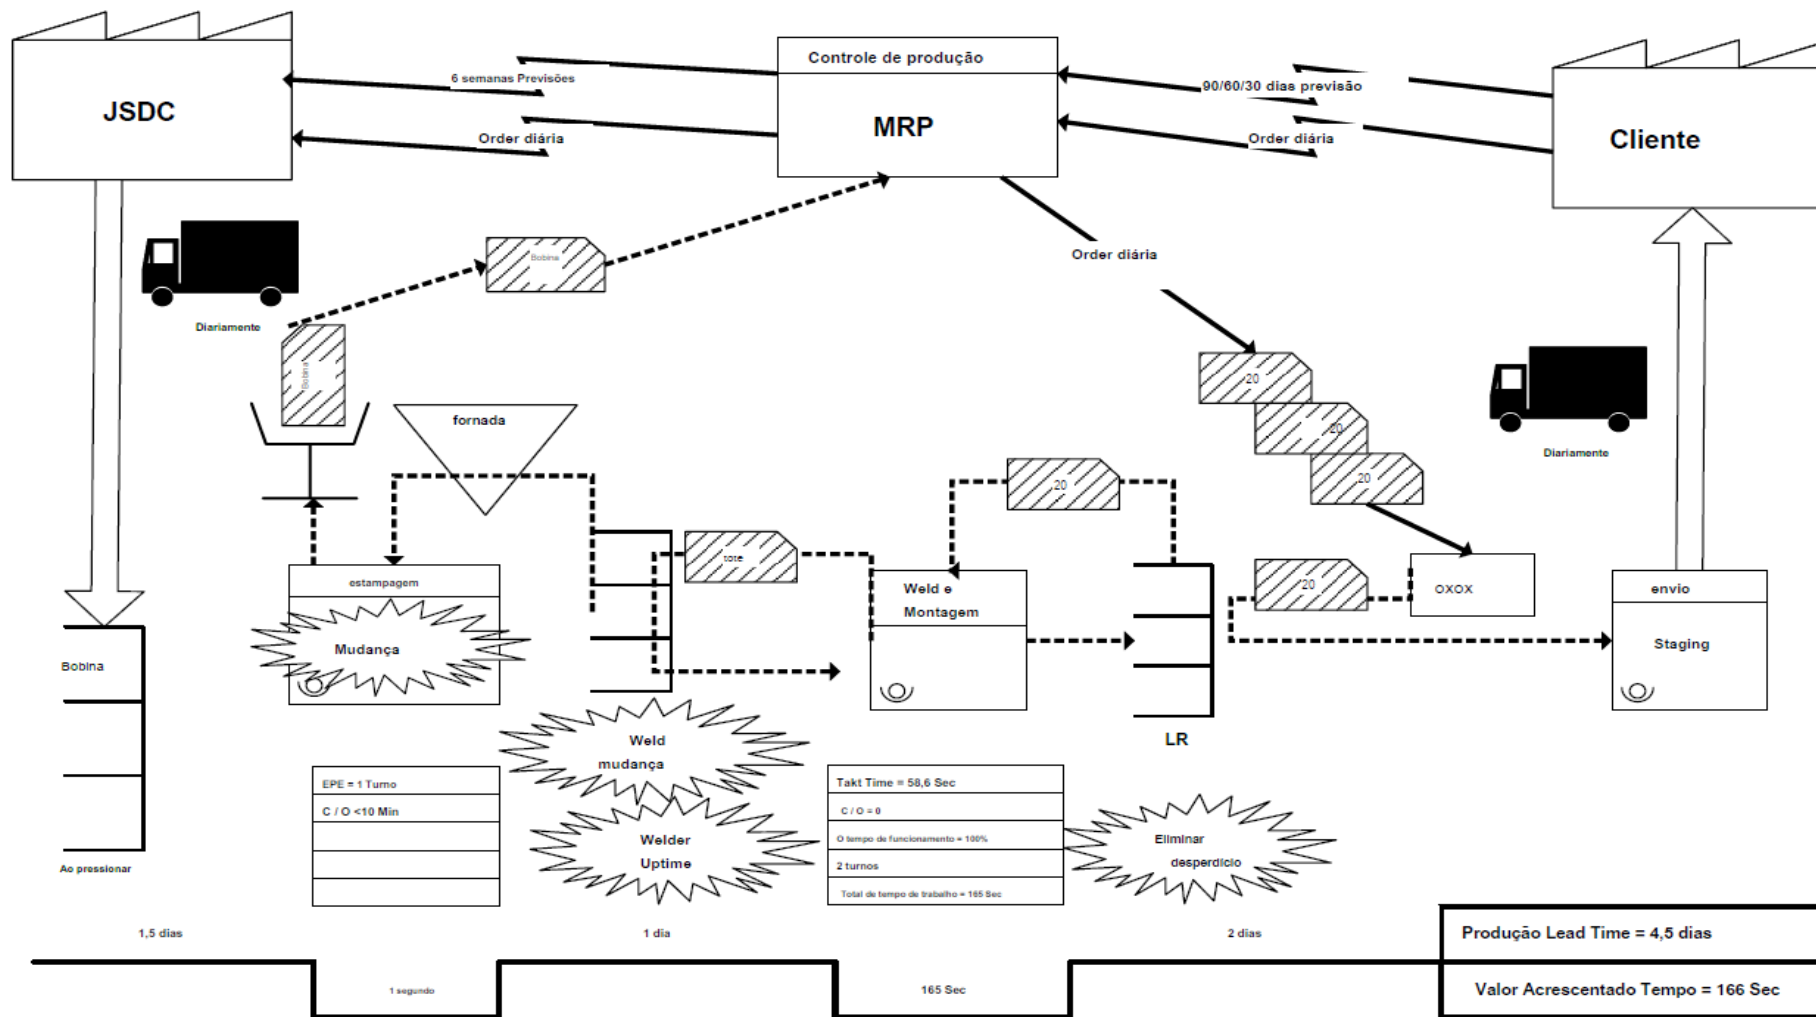 Controle de produção
6 semanas Previsões
90/60/30 dias previsão
JSDC
MRP
Cliente
Order diária
Order diária
Order diária
Bobina
Diariamente
Bobina
20
fornada
20
Diariamente
20
20
tote
estampagem
Weld e
Montagem
20
OXOX
envio
Mudança
Staging
Bobina
LR
Weld
mudança
EPE = 1 Turno
C / O <10 Min
Takt Time = 58,6 Sec
C / O = 0
O tempo de funcionamento = 100%
2 turnos
Total de tempo de trabalho = 165 Sec
Welder
Uptime
Eliminar
desperdício
Ao pressionar
1,5 dias
1 dia
2 dias
Produção Lead Time = 4,5 dias
1 segundo
165 Sec
Valor Acrescentado Tempo = 166 Sec